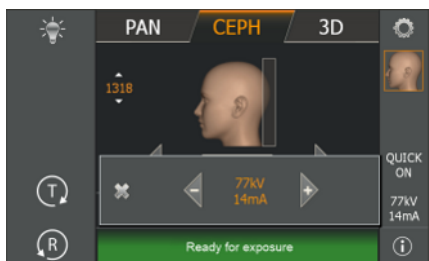 PAN CEPH 3D
1318
QUICK
ON
77kV
14mA
77kV
14mA
T
R
Ready for exposure
i